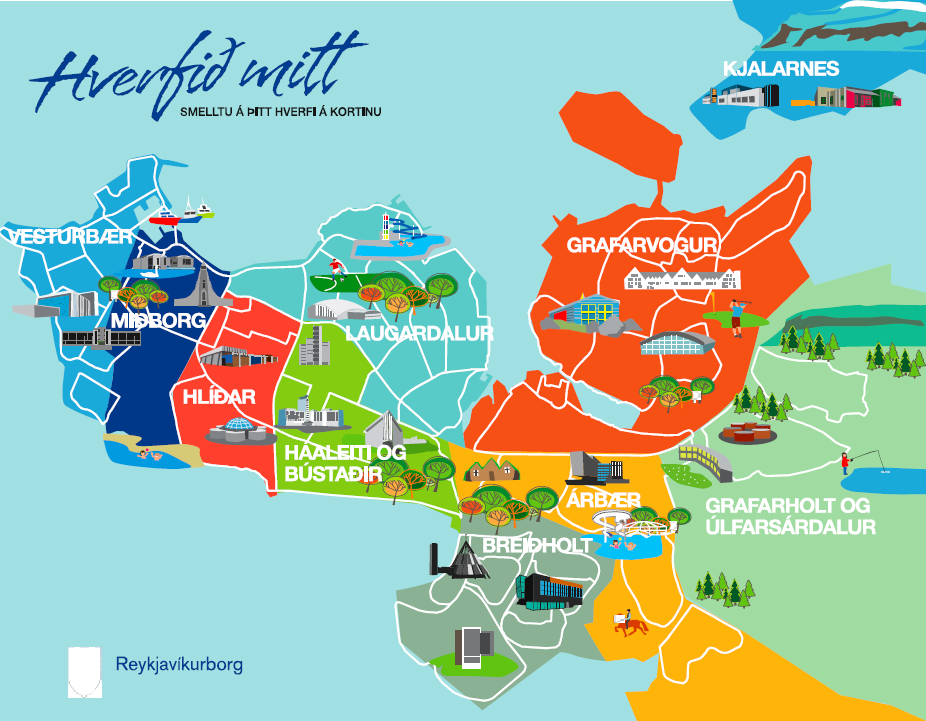 Hverfið mitt
SMELLTU Á ÞITT HVERFI Á KORTINU
KJALARNES
VESTURBÆR
GRAFARVOGUR
MIÐBORG
LAUGARDALUR
HLÍÐAR
HÁALEITI OG
BÚSTAÐIR
ÁRBÆR
GRAFARHOLT OG
ÚLFARSÁRDALUR
BREIÐHOLT
Reykjavíkurborg